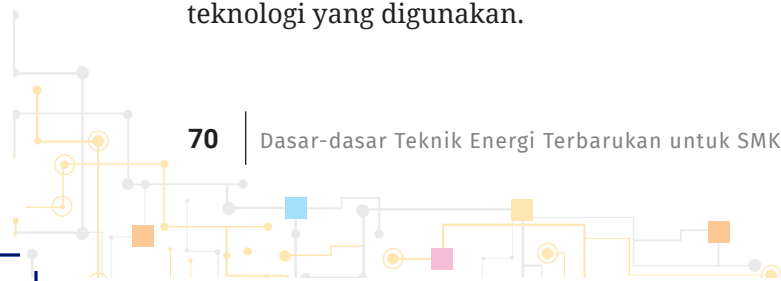 teknologi yang digunakan.
70 Dasar-dasar Teknik Energi Terbarukan untuk SMK